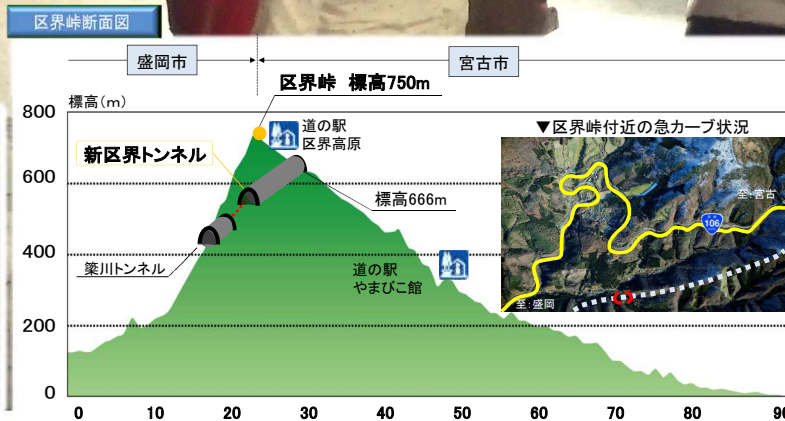 区界峠断面図
盛岡市
宮古市
区界峠 標高750m
標高(m)
道の駅
区界高原
新区界トンネル
標高666m
簗川トンネル
道の駅
やまびこ館
▼区界峠付近の急カーブ状況
至:宮古
106
至:盛岡
800
600
400
200
0
0 10 20 30 40 50 60 70 80 90